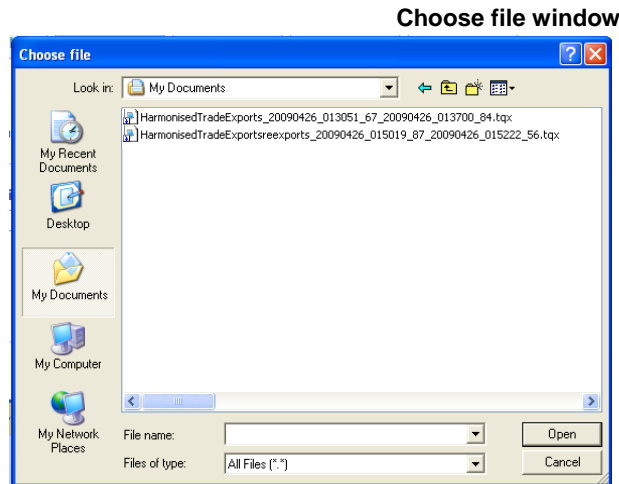 Choose file window
Choose file
Look in:
My Documents
HarmonisedTradeExports_20090426_013051_67_20090426_013700_84.tqx
HarmonisedTradeExportsreexports_20090426_015019_87_20090426_015222_56.tqx
My Recent
Documents
Desktop
My Documents
My Computer
My Network
Places
File name:
Open
Files of type:
All Files (*.*)
Cancel